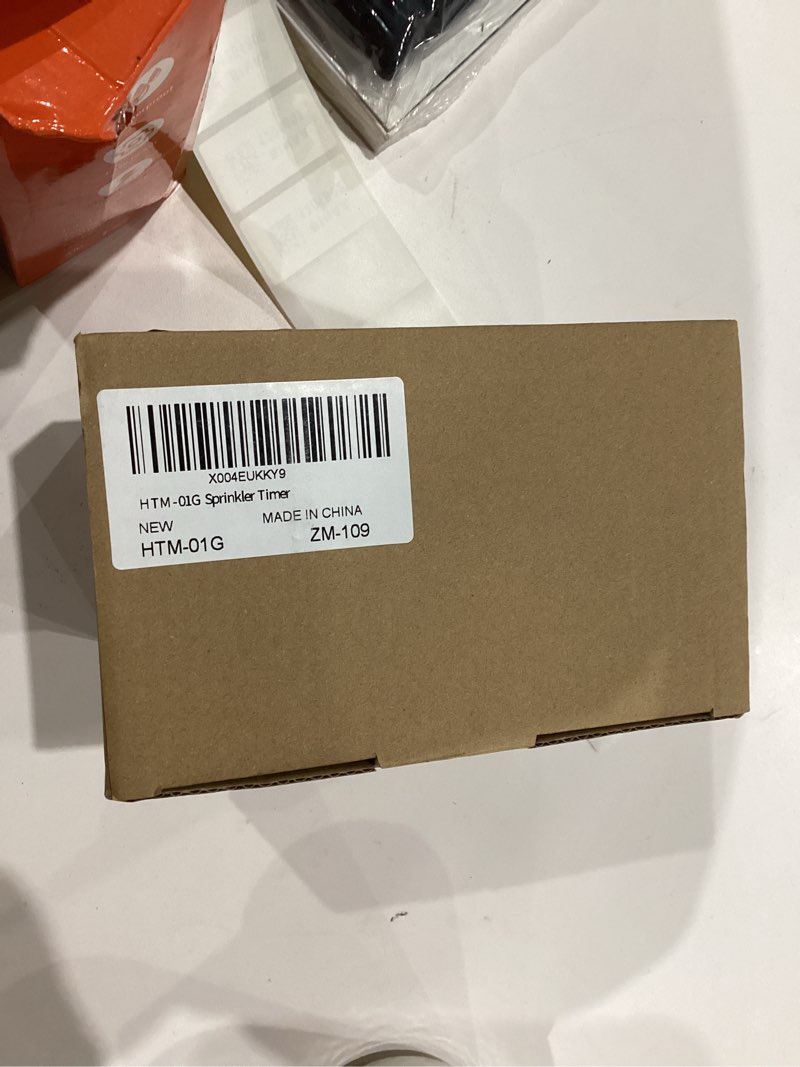 X004EUKKY9
HTM-01G Sprinkler Timer
NEW
MADE IN CHINA
HTM-01G
ZM-109